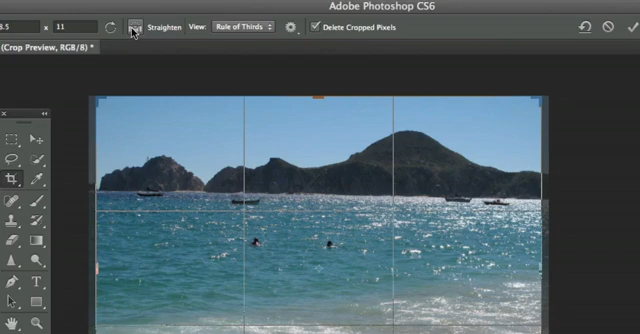 Adobe Photoshop CS6
8.5 x 11 Straighten View: Rule of Thirds Delete Cropped Pixels
(Crop Preview, RGB/8) *
T